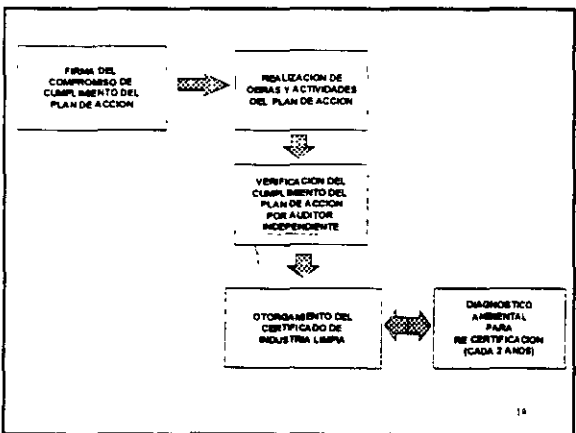 FIRMA DEL
COMPROMISO DE
CUMPLIMIENTO DEL
PLAN DE ACCION
REALIZACION DE
OBRAS Y ACTIVIDADES
DEL PLAN DE ACCION
VERIFICACION DEL
CUMPLIMIENTO DEL
PLAN DE ACCION
POR AUDITOR
INDEPENDIENTE
OTORGAMIENTO DEL
CERTIFICADO DE
INDUSTRIA LIMPIA
DIAGNOSTICO
AMBIENTAL
PARA
RE CERTIFICACION
(CADA 2 ANOS)